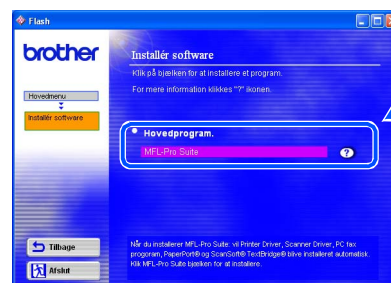 Flash
brother
Installér software
Klik på bjælken for at installere et program.
For mere information klikkes "?" ikonen.
Hovedmenu
Installér software
Hovedprogram.
MFL-Pro Suite
?
Når du installerer MFL-Pro Suite: vil Printer Driver, Scanner Driver, PC fax
progoram, PaperPort® og ScanSoft® TextBridge® blive installeret automatisk.
Klik MFL-Pro Suite bjælken for at installere.
Tilbage
Afslut